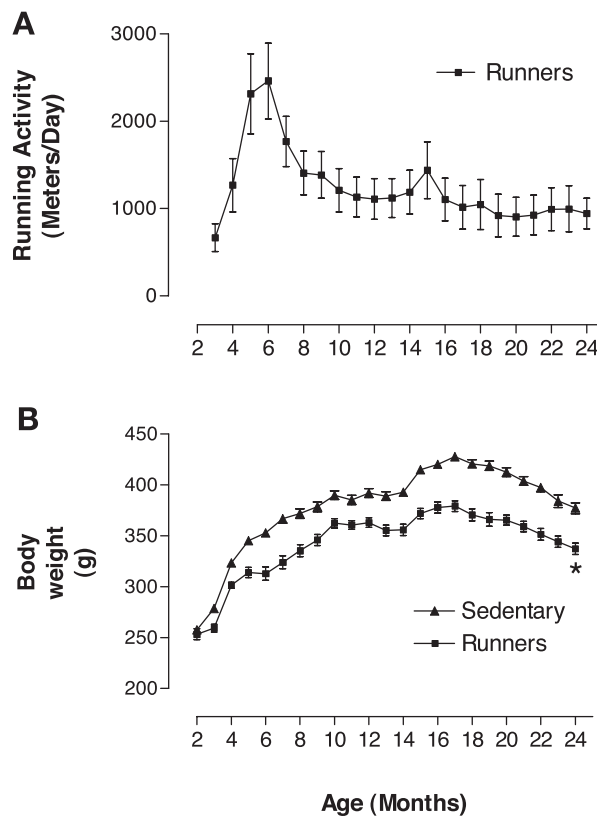 A
Running Activity
(Meters/Day)
3000
2000
1000
0
Runners
2 4 6 8 10 12 14 16 18 20 22 24
B
Body
weight
(g)
450
400
350
300
250
200
Sedentary
Runners
*
2 4 6 8 10 12 14 16 18 20 22 24
Age (Months)